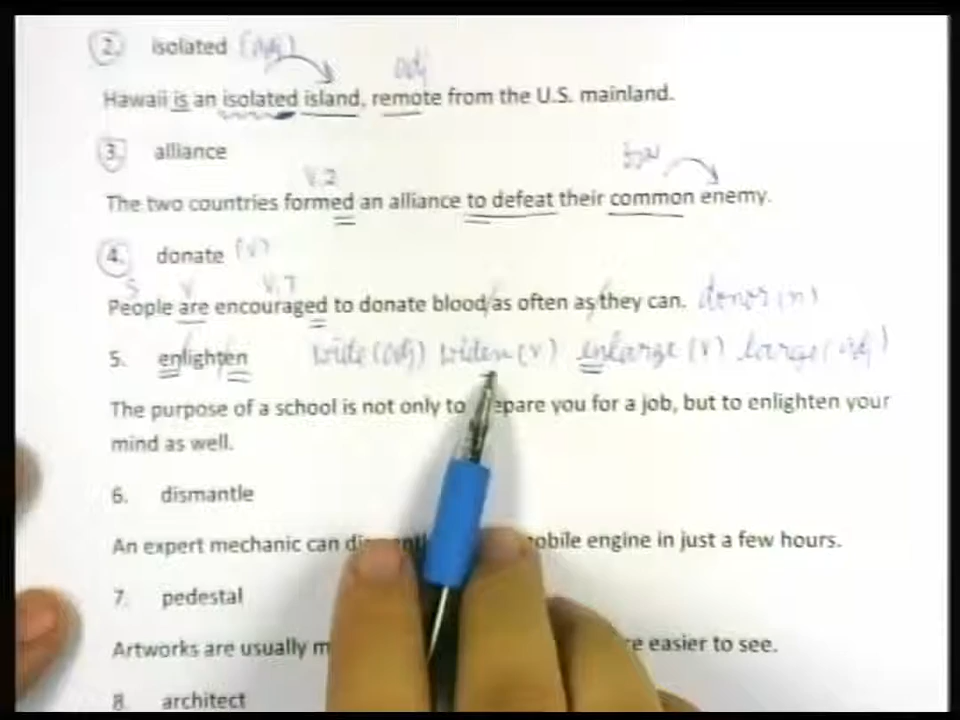 2. isolated (adj)
adj
Hawaii is an isolated island, remote from the U.S. mainland.
3. alliance
V.2
The two countries formed an alliance to defeat their common enemy.
4. donate (v)
S V V.3
People are encouraged to donate blood as often as they can. donor (n)
5. enlighten wide (adj) widen (v) enlarge (v) large (adj)
The purpose of a school is not only to prepare you for a job, but to enlighten your
mind as well.
6. dismantle
An expert mechanic can engine in just a few hours.
7. pedestal
Artworks are usually easier to see.
8. architect